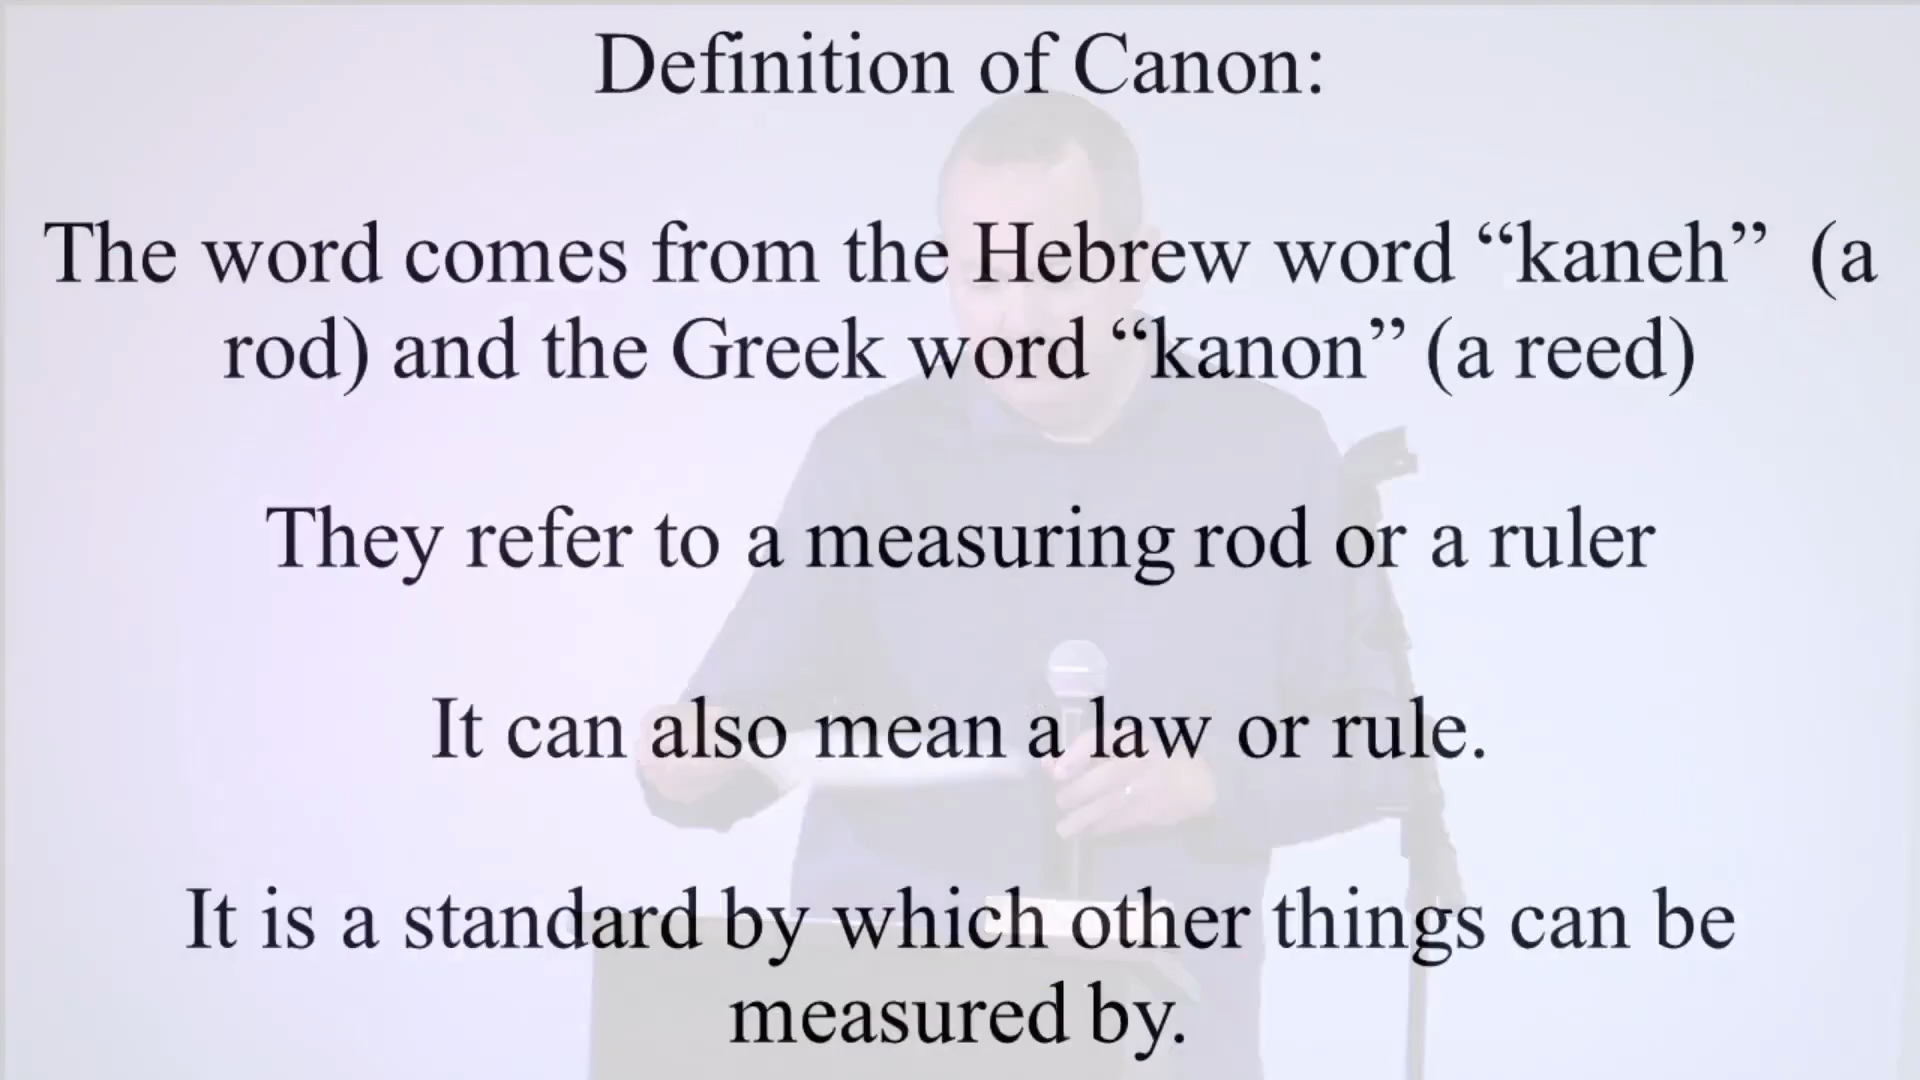 Definition of Canon:
The word comes from the Hebrew word “kaneh” (a
rod) and the Greek word “kanon” (a reed)
They refer to a measuring rod or a ruler
It can also mean a law or rule.
It is a standard by which other things can be
measured by.